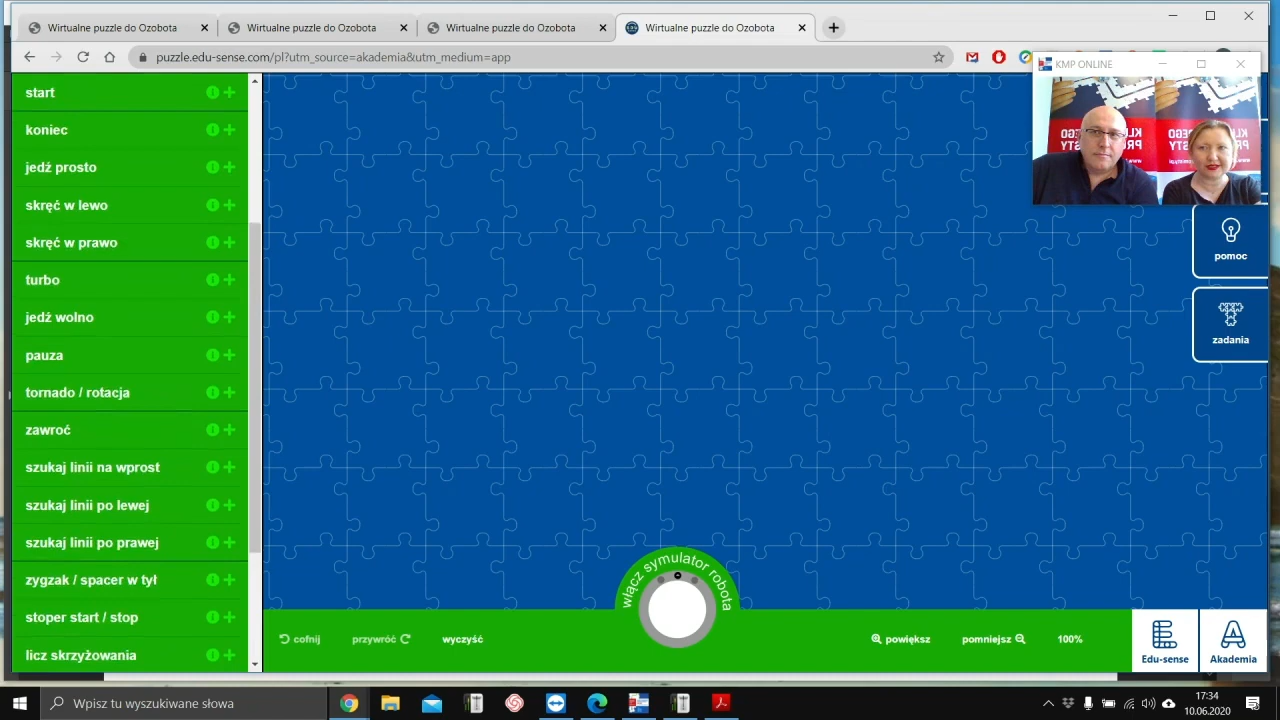 Wirtualne puzzle do Ozobota
Wirtualne puzzle do Ozobota
Wirtualne puzzle do Ozobota
Wirtualne puzzle do Ozobota
puzzle.edu-sense.com/pl?utm_source=akademia&utm_medium=app
KMP ONLINE
start
koniec
jedź prosto
skręć w lewo
skręć w prawo
turbo
jedź wolno
pauza
tornado / rotacja
zawroć
szukaj linii na wprost
szukaj linii po lewej
szukaj linii po prawej
zygzak / spacer w tył
stoper start / stop
licz skrzyżowania
pomoc
zadania
włącz symulator robota
cofnij
przywróć
wyczyść
powiększ
pomniejsz
100%
Edu-sense
Akademia
Wpisz tu wyszukiwane słowa
17:34
10.06.2020